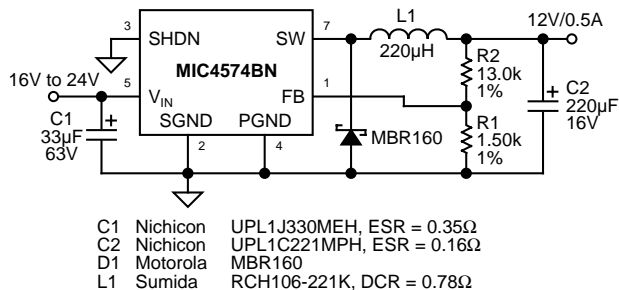 3 SHDN SW 7
L1
220µH
12V/0.5A
MIC4574BN
16V to 24V
5 VIN FB 1
SGND PGND
2 4
C1
33µF
63V
MBR160
R2
13.0k
1%
R1
1.50k
1%
C2
220µF
16V
+
+
C1 Nichicon UPL1J330MEH, ESR = 0.35Ω
C2 Nichicon UPL1C221MPH, ESR = 0.16Ω
D1 Motorola MBR160
L1 Sumida RCH106-221K, DCR = 0.78Ω